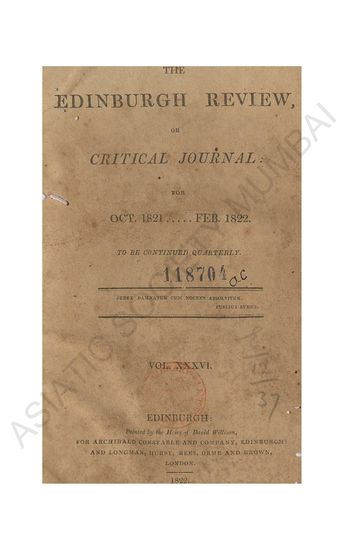 THE
EDINBURGH REVIEW,
OR
CRITICAL JOURNAL:
FOR
OCT. 1821 ..... FEB. 1822.
TO BE CONTINUED QUARTERLY.
118704
O.C.
JUDEX DAMNATUR CUM NOCENS ABSOLVITUR.
PUBLIUS SYRUS.
VOL. XXXVI.
37
EDINBURGH:
Printed by the Heirs of David Willison,
FOR ARCHIBALD CONSTABLE AND COMPANY, EDINBURGH:
AND LONGMAN, HURST, REES, ORME AND BROWN,
LONDON.
1822.
ASIATIC SOCIETY MUMBAI